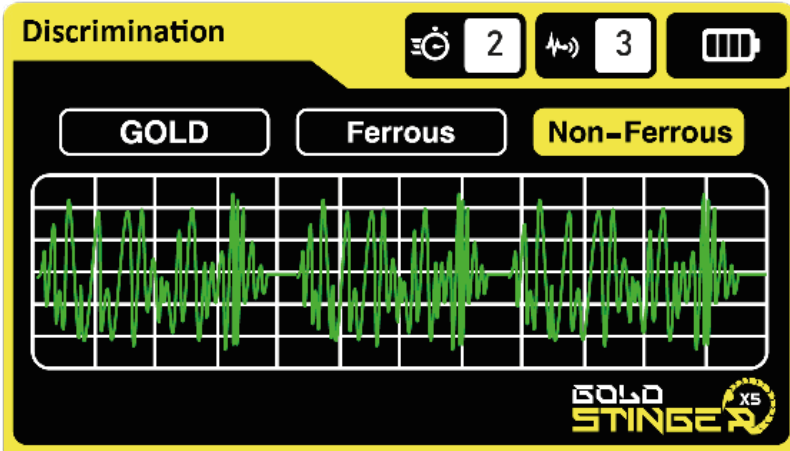 Discrimination 2 3
GOLD Ferrous Non-Ferrous
GOLD
STINGER X5